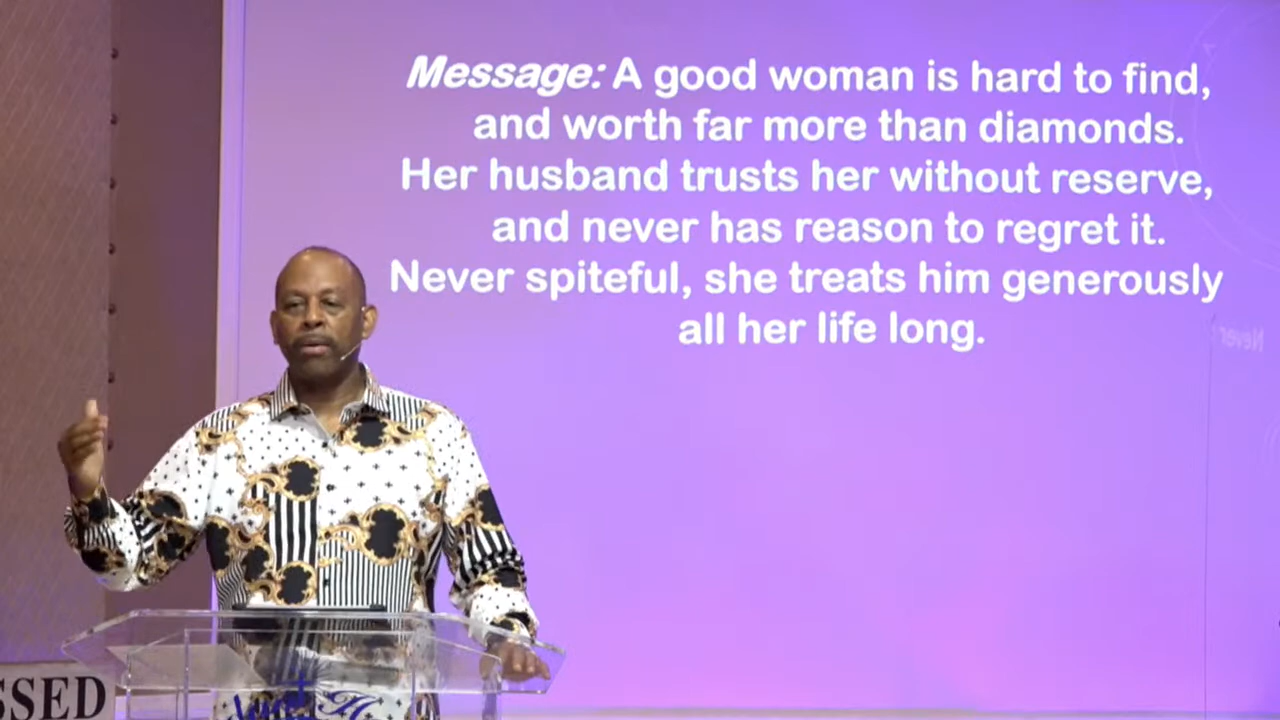 Message: A good woman is hard to find,
and worth far more than diamonds.
Her husband trusts her without reserve,
and never has reason to regret it.
Never spiteful, she treats him generously
all her life long.
Never
SSED